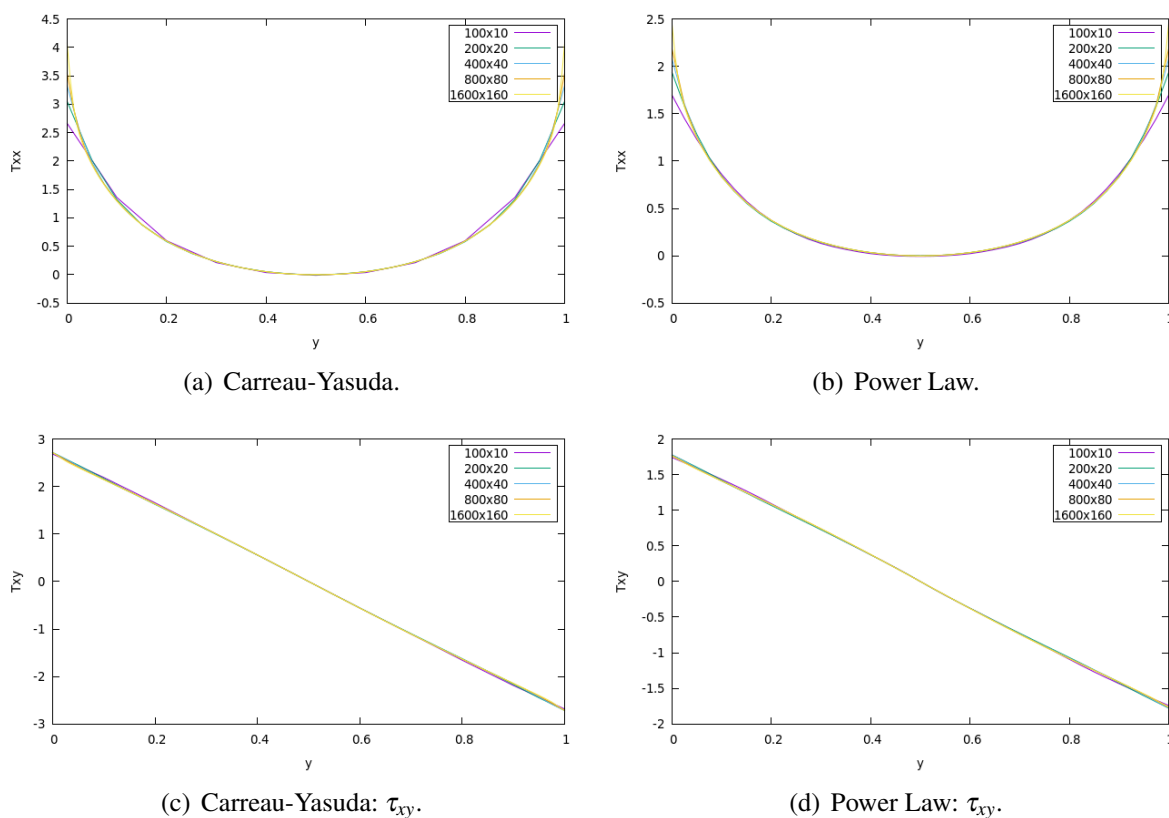 4.5
4
3.5
3
2.5
2
1.5
1
0.5
0
-0.5
Txx
0 0.2 0.4 0.6 0.8 1
y
100x10
200x20
400x40
800x80
1600x160
(a) Carreau-Yasuda.
2.5
2
1.5
1
0.5
0
-0.5
Txx
0 0.2 0.4 0.6 0.8 1
y
100x10
200x20
400x40
800x80
1600x160
(b) Power Law.
3
2
1
0
-1
-2
-3
Txy
0 0.2 0.4 0.6 0.8 1
y
100x10
200x20
400x40
800x80
1600x160
(c) Carreau-Yasuda: τxy.
2
1.5
1
0.5
0
-0.5
-1
-1.5
-2
Txy
0 0.2 0.4 0.6 0.8 1
y
100x10
200x20
400x40
800x80
1600x160
(d) Power Law: τxy.